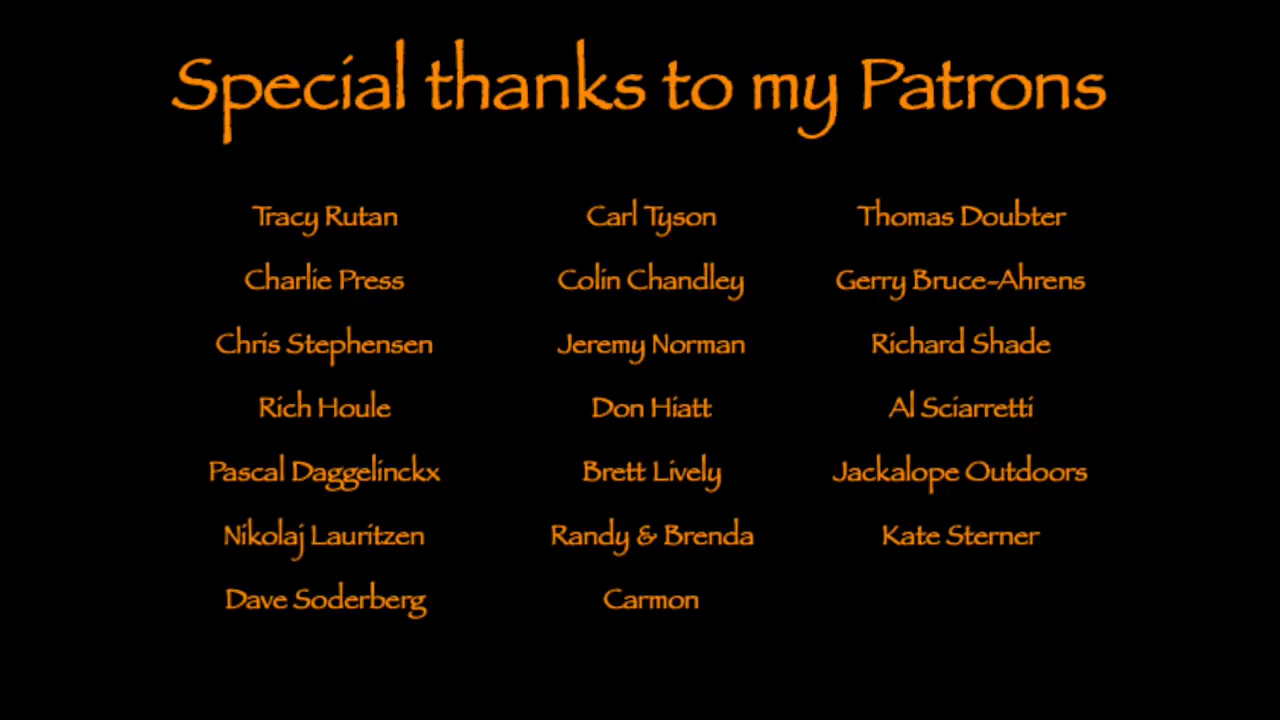 Special thanks to my Patrons
Tracy Rutan
Charlie Press
Chris Stephensen
Rich Houle
Pascal Daggelinckx
Nikolaj Lauritzen
Dave Soderberg
Carl Tyson
Colin Chandley
Jeremy Norman
Don Hiatt
Brett Lively
Randy & Brenda
Carmon
Thomas Doubter
Gerry Bruce-Ahrens
Richard Shade
Al Sciarretti
Jackalope Outdoors
Kate Sterner